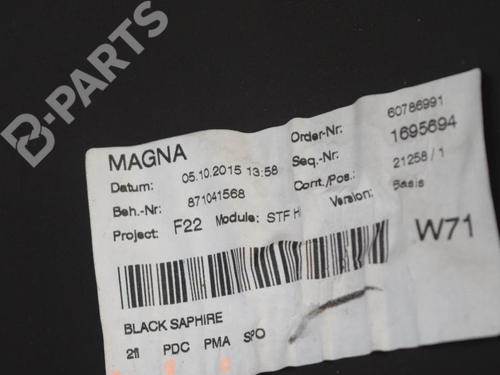 B-PARTS
MAGNA
Datum: 05.10.2015 13:58
Beh.-Nr: 871041568
Project: F22 Module: STF H
Order-Nr: 60786991
Seq.-Nr: 1695694
Cont./Pos.: 21258 / 1
Version: Basis
W71
BLACK SAPHIRE
2fl PDC PMA SPO